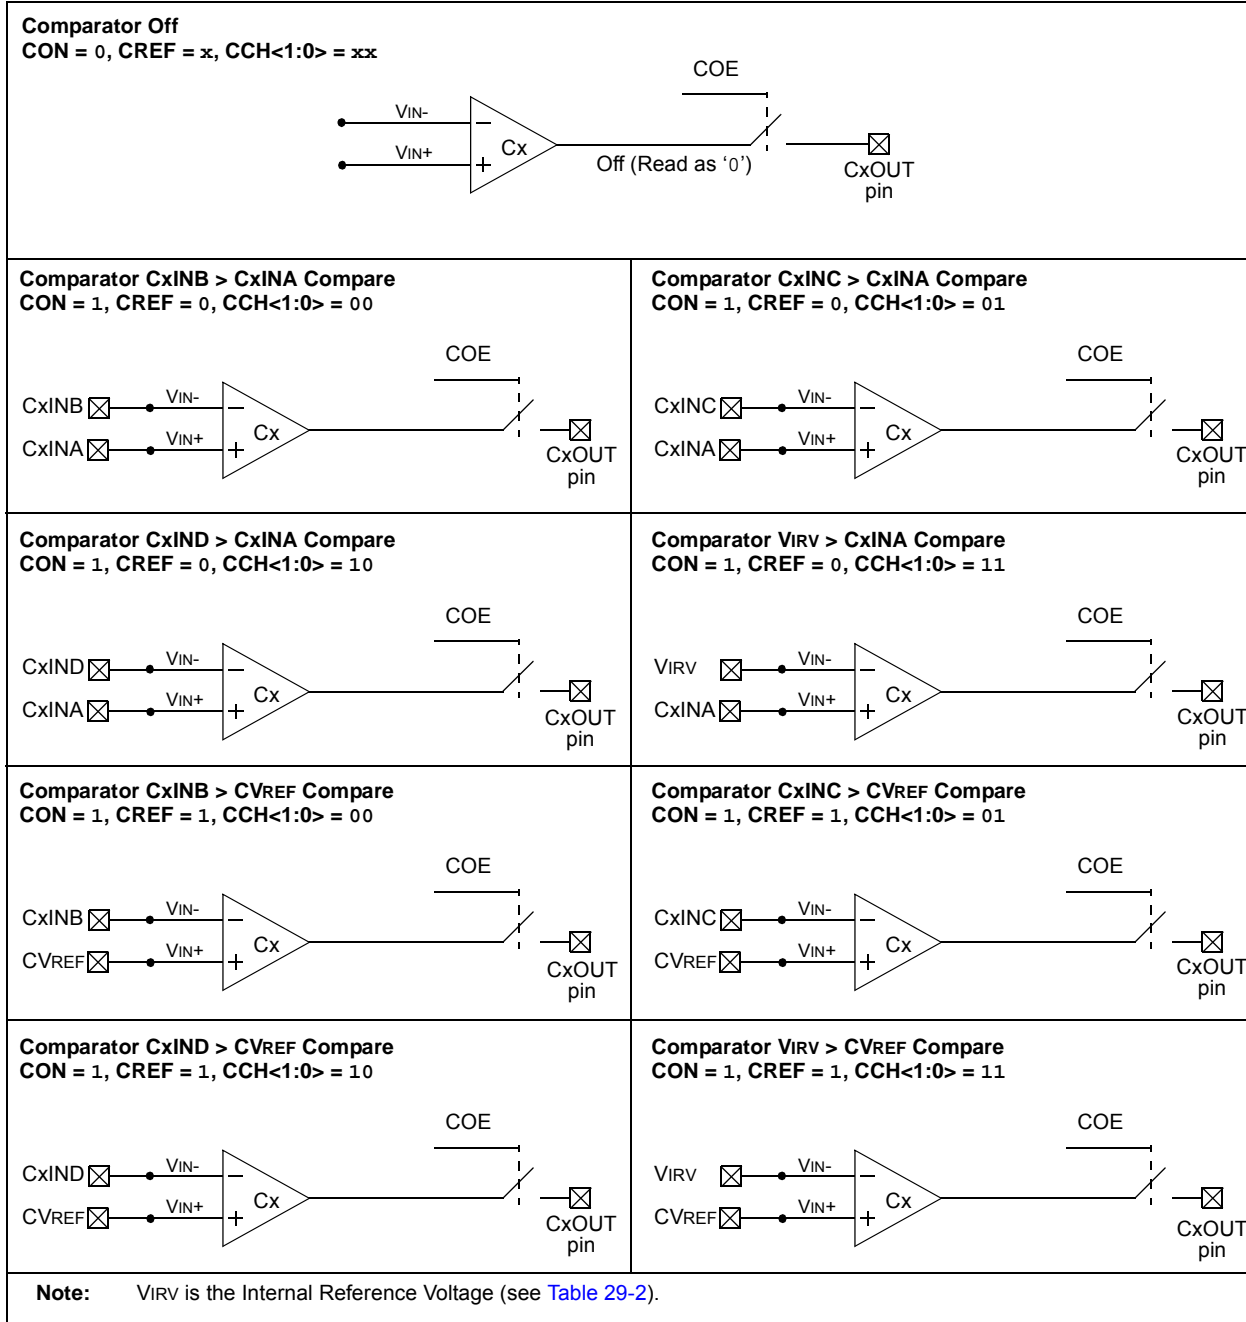 Comparator Off
CON = 0, CREF = x, CCH<1:0> = xx
COE
VIN-
VIN+
Cx
Off (Read as ‘0’)
CxOUT
pin
Comparator CxINB > CxINA Compare
CON = 1, CREF = 0, CCH<1:0> = 00
COE
CxINB
VIN-
CxINA
VIN+
Cx
CxOUT
pin
Comparator CxINC > CxINA Compare
CON = 1, CREF = 0, CCH<1:0> = 01
COE
CxINC
VIN-
CxINA
VIN+
Cx
CxOUT
pin
Comparator CxIND > CxINA Compare
CON = 1, CREF = 0, CCH<1:0> = 10
COE
CxIND
VIN-
CxINA
VIN+
Cx
CxOUT
pin
Comparator VIRV > CxINA Compare
CON = 1, CREF = 0, CCH<1:0> = 11
COE
VIRV
VIN-
CxINA
VIN+
Cx
CxOUT
pin
Comparator CxINB > CVREF Compare
CON = 1, CREF = 1, CCH<1:0> = 00
COE
CxINB
VIN-
CVREF
VIN+
Cx
CxOUT
pin
Comparator CxINC > CVREF Compare
CON = 1, CREF = 1, CCH<1:0> = 01
COE
CxINC
VIN-
CVREF
VIN+
Cx
CxOUT
pin
Comparator CxIND > CVREF Compare
CON = 1, CREF = 1, CCH<1:0> = 10
COE
CxIND
VIN-
CVREF
VIN+
Cx
CxOUT
pin
Comparator VIRV > CVREF Compare
CON = 1, CREF = 1, CCH<1:0> = 11
COE
VIRV
VIN-
CVREF
VIN+
Cx
CxOUT
pin
Note: VIRV is the Internal Reference Voltage (see Table 29-2).